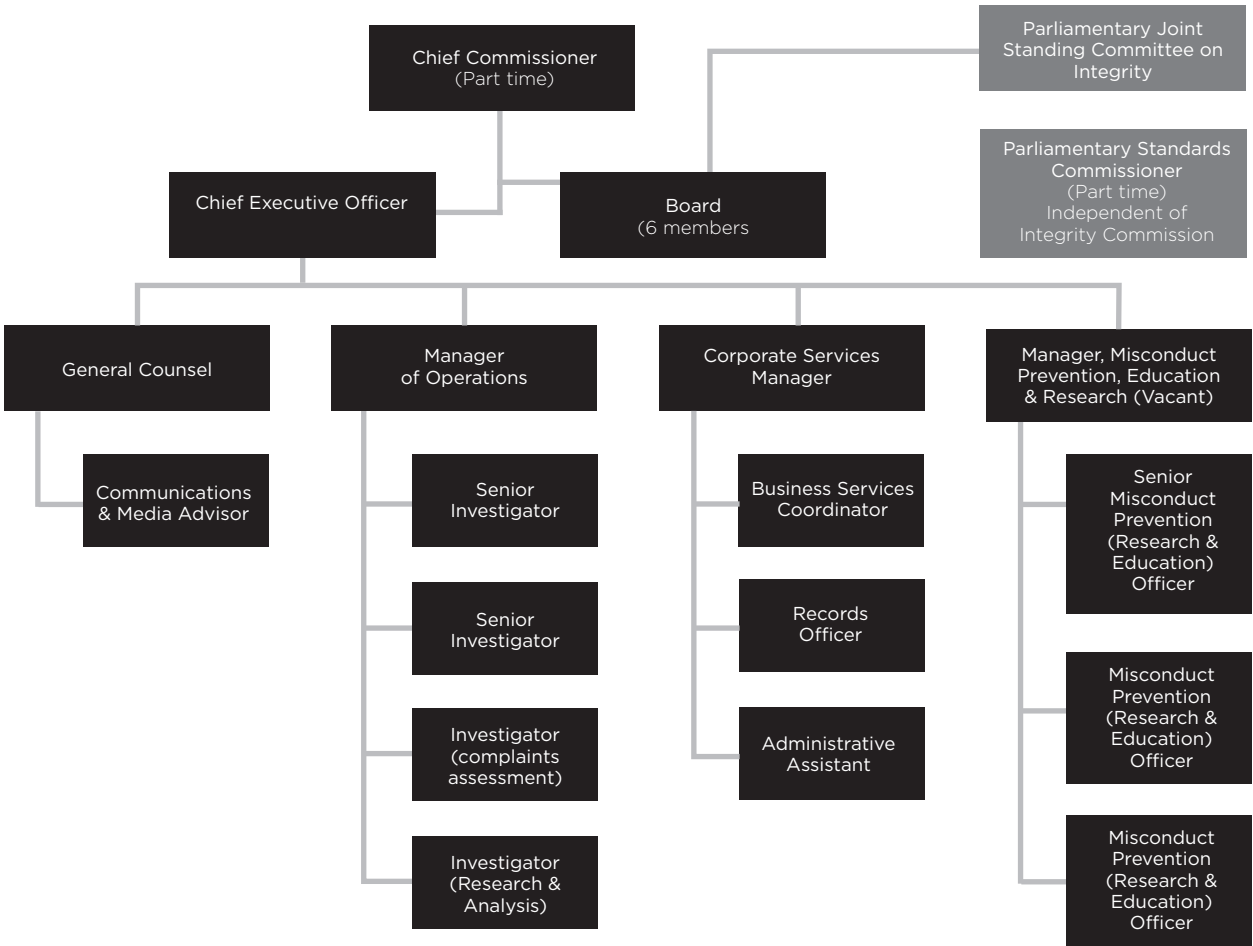 Chief Commissioner
(Part time)
Parliamentary Joint
Standing Committee on
Integrity
Parliamentary Standards
Commissioner
(Part time)
Independent of
Integrity Commission
Chief Executive Officer
Board
(6 members
General Counsel
Manager
of Operations
Corporate Services
Manager
Manager, Misconduct
Prevention, Education
& Research (Vacant)
Communications
& Media Advisor
Senior
Investigator
Senior
Investigator
Investigator
(complaints
assessment)
Investigator
(Research &
Analysis)
Business Services
Coordinator
Records
Officer
Administrative
Assistant
Senior
Misconduct
Prevention
(Research &
Education)
Officer
Misconduct
Prevention
(Research &
Education)
Officer
Misconduct
Prevention
(Research &
Education)
Officer